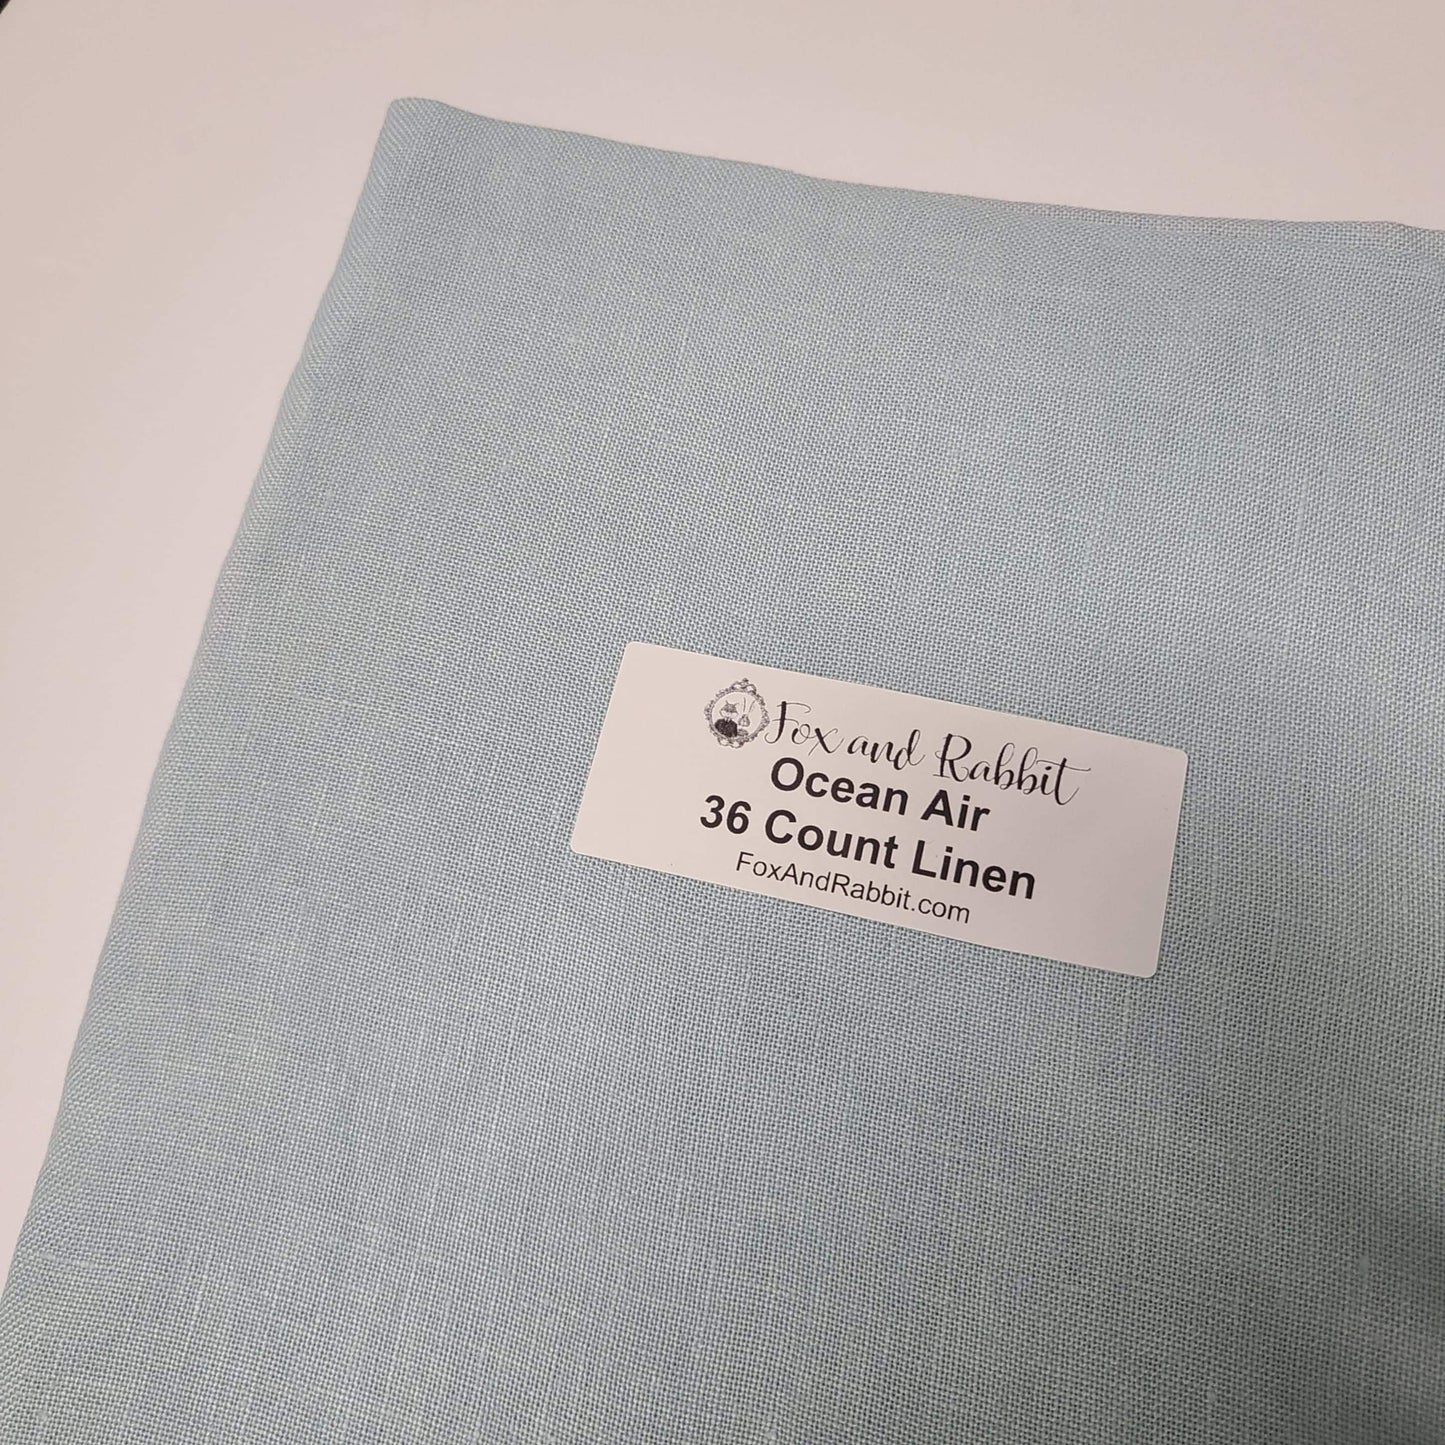 Fox and Rabbit
Ocean Air
36 Count Linen
FoxAndRabbit.com